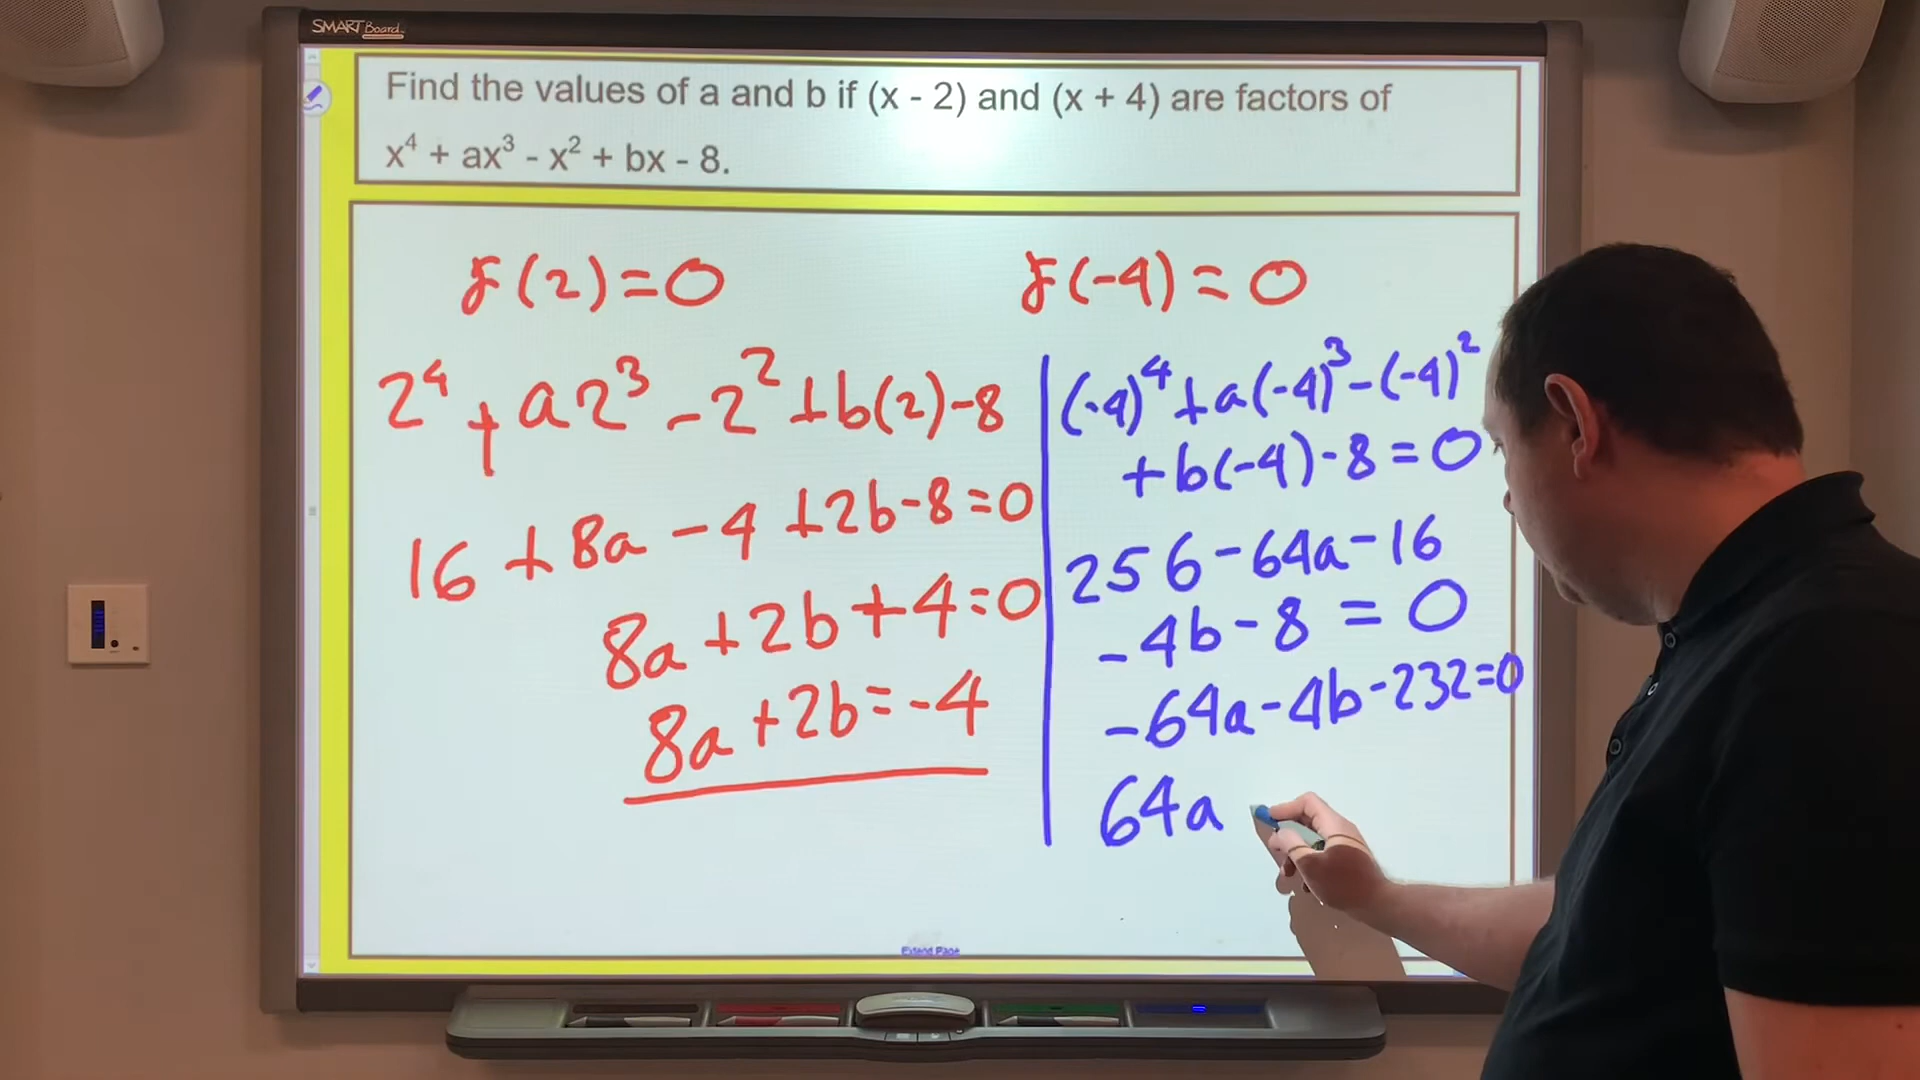 SMART Board
Find the values of a and b if (x - 2) and (x + 4) are factors of
x⁴ + ax³ - x² + bx - 8.
f(2)=0
2⁴ + a2³ - 2² + b(2)-8
16 + 8a - 4 + 2b-8=0
8a + 2b + 4=0
8a + 2b = -4
f(-4) = 0
(-4)⁴ + a(-4)³ - (-4)²
+ b(-4) - 8 = 0
256 - 64a - 16
- 4b - 8 = 0
- 64a - 4b - 232=0
64a
Extend Page